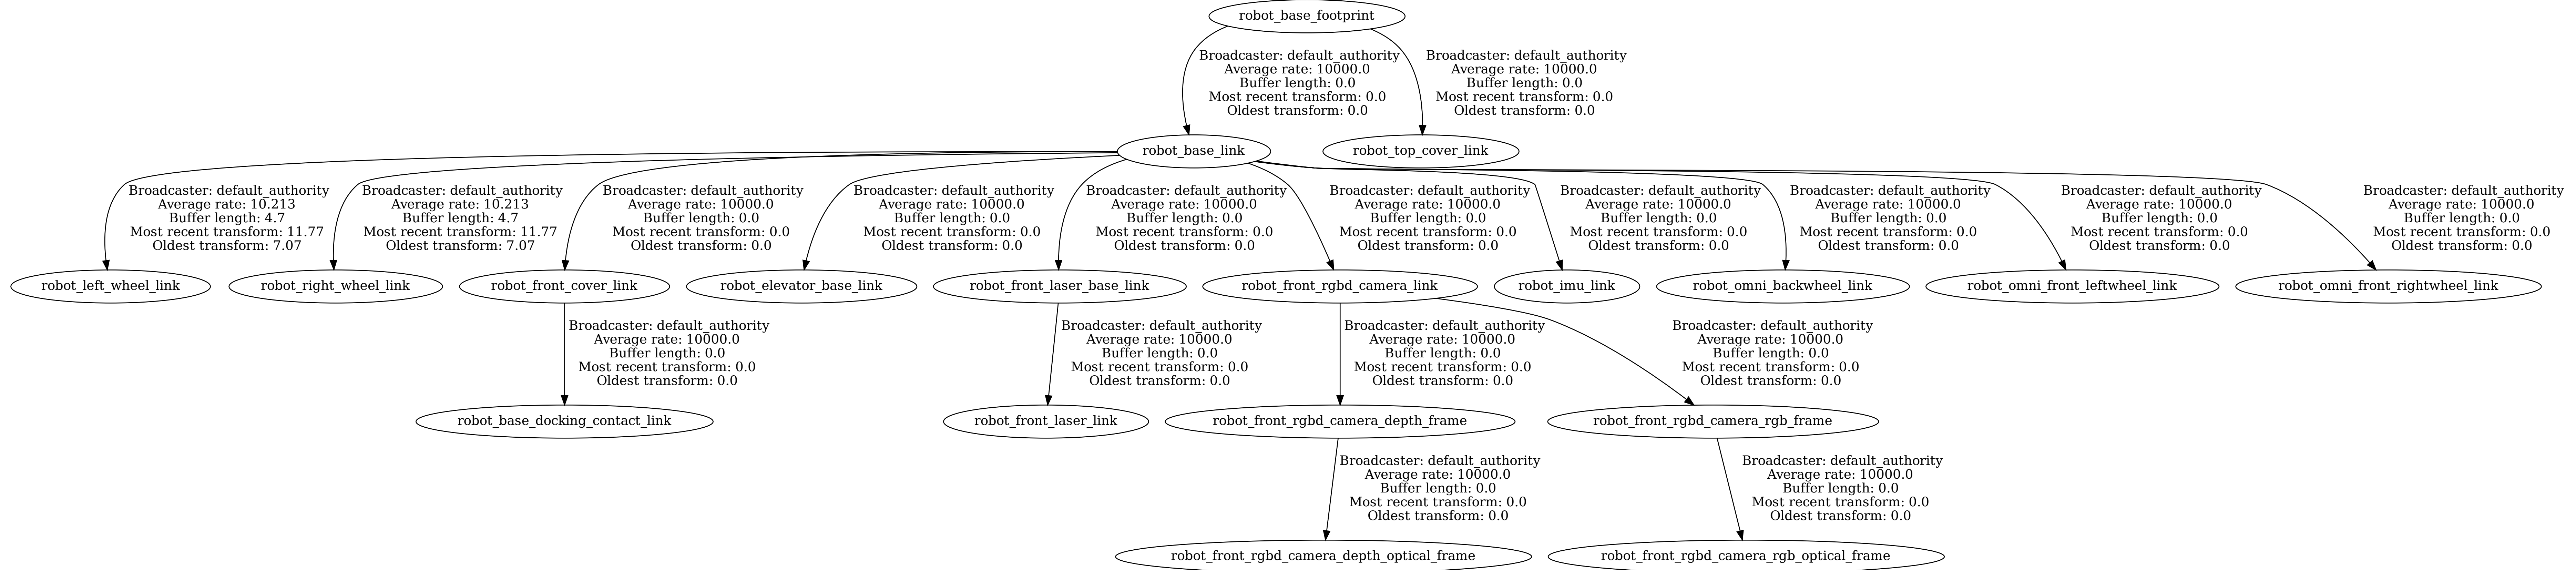 robot_base_footprint
Broadcaster: default_authority
Average rate: 10000.0
Buffer length: 0.0
Most recent transform: 0.0
Oldest transform: 0.0
Broadcaster: default_authority
Average rate: 10000.0
Buffer length: 0.0
Most recent transform: 0.0
Oldest transform: 0.0
robot_base_link
robot_top_cover_link
Broadcaster: default_authority
Average rate: 10.213
Buffer length: 4.7
Most recent transform: 11.77
Oldest transform: 7.07
Broadcaster: default_authority
Average rate: 10.213
Buffer length: 4.7
Most recent transform: 11.77
Oldest transform: 7.07
Broadcaster: default_authority
Average rate: 10000.0
Buffer length: 0.0
Most recent transform: 0.0
Oldest transform: 0.0
Broadcaster: default_authority
Average rate: 10000.0
Buffer length: 0.0
Most recent transform: 0.0
Oldest transform: 0.0
Broadcaster: default_authority
Average rate: 10000.0
Buffer length: 0.0
Most recent transform: 0.0
Oldest transform: 0.0
Broadcaster: default_authority
Average rate: 10000.0
Buffer length: 0.0
Most recent transform: 0.0
Oldest transform: 0.0
Broadcaster: default_authority
Average rate: 10000.0
Buffer length: 0.0
Most recent transform: 0.0
Oldest transform: 0.0
Broadcaster: default_authority
Average rate: 10000.0
Buffer length: 0.0
Most recent transform: 0.0
Oldest transform: 0.0
Broadcaster: default_authority
Average rate: 10000.0
Buffer length: 0.0
Most recent transform: 0.0
Oldest transform: 0.0
Broadcaster: default_authority
Average rate: 10000.0
Buffer length: 0.0
Most recent transform: 0.0
Oldest transform: 0.0
robot_left_wheel_link
robot_right_wheel_link
robot_front_cover_link
robot_elevator_base_link
robot_front_laser_base_link
robot_front_rgbd_camera_link
robot_imu_link
robot_omni_backwheel_link
robot_omni_front_leftwheel_link
robot_omni_front_rightwheel_link
Broadcaster: default_authority
Average rate: 10000.0
Buffer length: 0.0
Most recent transform: 0.0
Oldest transform: 0.0
Broadcaster: default_authority
Average rate: 10000.0
Buffer length: 0.0
Most recent transform: 0.0
Oldest transform: 0.0
Broadcaster: default_authority
Average rate: 10000.0
Buffer length: 0.0
Most recent transform: 0.0
Oldest transform: 0.0
Broadcaster: default_authority
Average rate: 10000.0
Buffer length: 0.0
Most recent transform: 0.0
Oldest transform: 0.0
robot_base_docking_contact_link
robot_front_laser_link
robot_front_rgbd_camera_depth_frame
robot_front_rgbd_camera_rgb_frame
Broadcaster: default_authority
Average rate: 10000.0
Buffer length: 0.0
Most recent transform: 0.0
Oldest transform: 0.0
Broadcaster: default_authority
Average rate: 10000.0
Buffer length: 0.0
Most recent transform: 0.0
Oldest transform: 0.0
robot_front_rgbd_camera_depth_optical_frame
robot_front_rgbd_camera_rgb_optical_frame